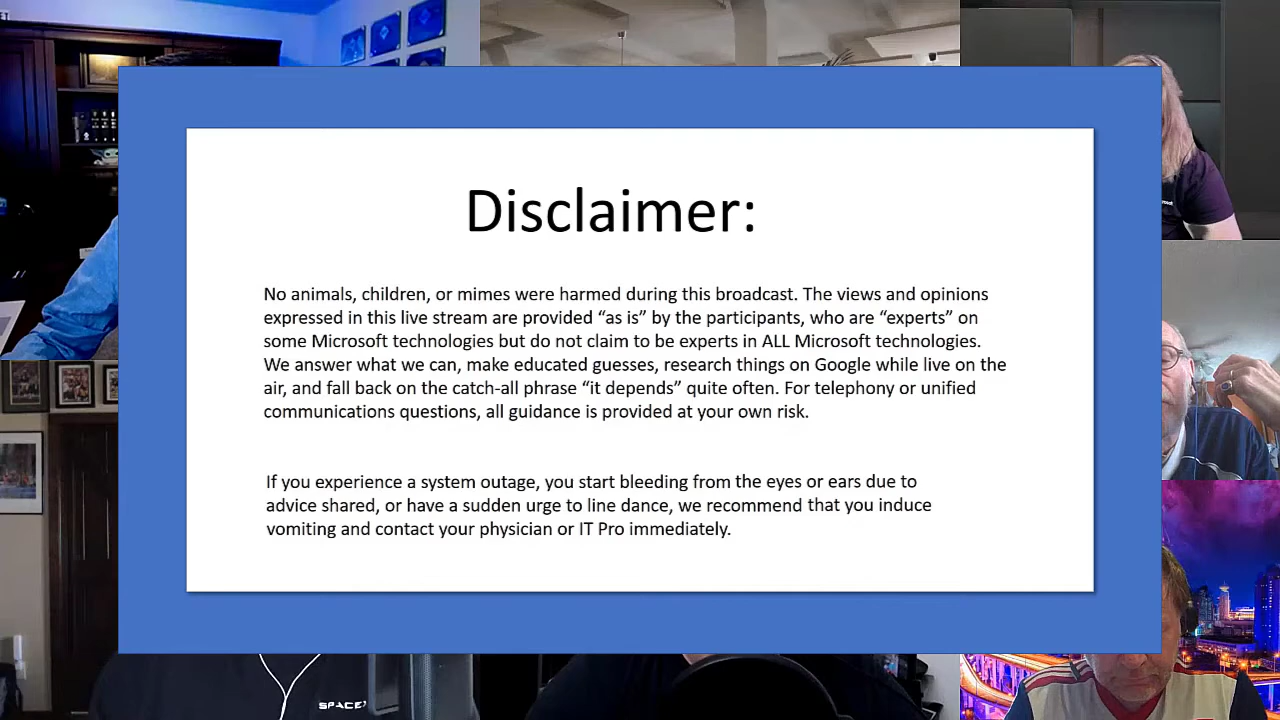 Disclaimer:
No animals, children, or mimes were harmed during this broadcast. The views and opinions
expressed in this live stream are provided “as is” by the participants, who are “experts” on
some Microsoft technologies but do not claim to be experts in ALL Microsoft technologies.
We answer what we can, make educated guesses, research things on Google while live on the
air, and fall back on the catch-all phrase “it depends” quite often. For telephony or unified
communications questions, all guidance is provided at your own risk.
If you experience a system outage, you start bleeding from the eyes or ears due to
advice shared, or have a sudden urge to line dance, we recommend that you induce
vomiting and contact your physician or IT Pro immediately.